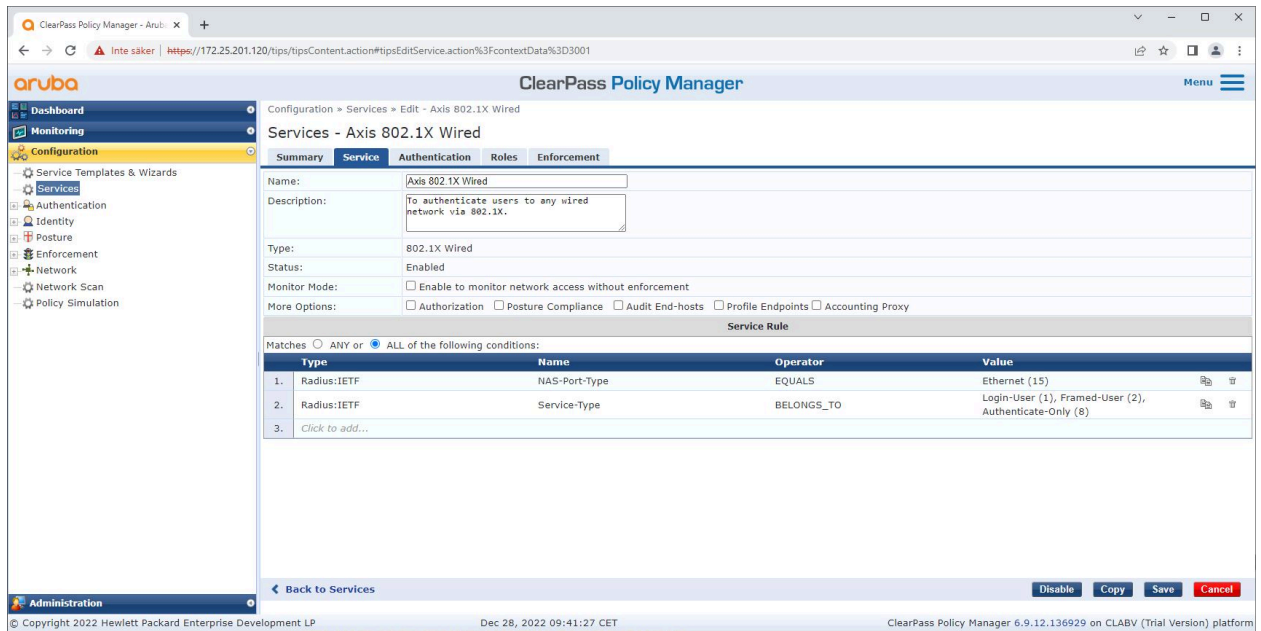 ClearPass Policy Manager - Arub
Inte säker | https://172.25.201.120/tips/tipsContent.action#tipsEditService.action%3FcontextData%3D3001
aruba
ClearPass Policy Manager
Menu
Dashboard
Monitoring
Configuration
Service Templates & Wizards
Services
Authentication
Identity
Posture
Enforcement
Network
Network Scan
Policy Simulation
Administration
Configuration » Services » Edit - Axis 802.1X Wired
Services - Axis 802.1X Wired
Summary Service Authentication Roles Enforcement
Name: Axis 802.1X Wired
Description: To authenticate users to any wired
network via 802.1X.
Type: 802.1X Wired
Status: Enabled
Monitor Mode: Enable to monitor network access without enforcement
More Options: Authorization Posture Compliance Audit End-hosts Profile Endpoints Accounting Proxy
Service Rule
Matches ANY or ALL of the following conditions:
Type Name Operator Value
1. Radius:IETF NAS-Port-Type EQUALS Ethernet (15)
2. Radius:IETF Service-Type BELONGS_TO Login-User (1), Framed-User (2),
Authenticate-Only (8)
3. Click to add...
Back to Services Disable Copy Save Cancel
© Copyright 2022 Hewlett Packard Enterprise Development LP Dec 28, 2022 09:41:27 CET ClearPass Policy Manager 6.9.12.136929 on CLABV (Trial Version) platform